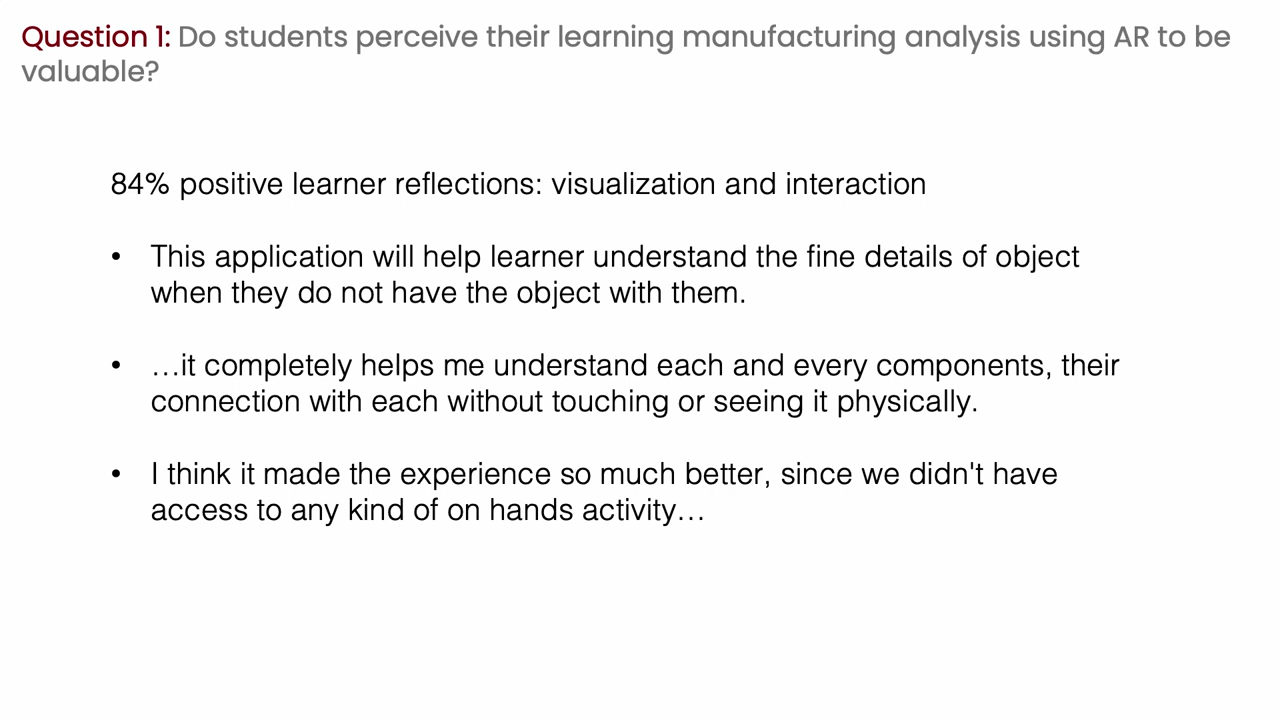 Question 1: Do students perceive their learning manufacturing analysis using AR to be
valuable?
84% positive learner reflections: visualization and interaction
• This application will help learner understand the fine details of object
when they do not have the object with them.
• …it completely helps me understand each and every components, their
connection with each without touching or seeing it physically.
• I think it made the experience so much better, since we didn't have
access to any kind of on hands activity…